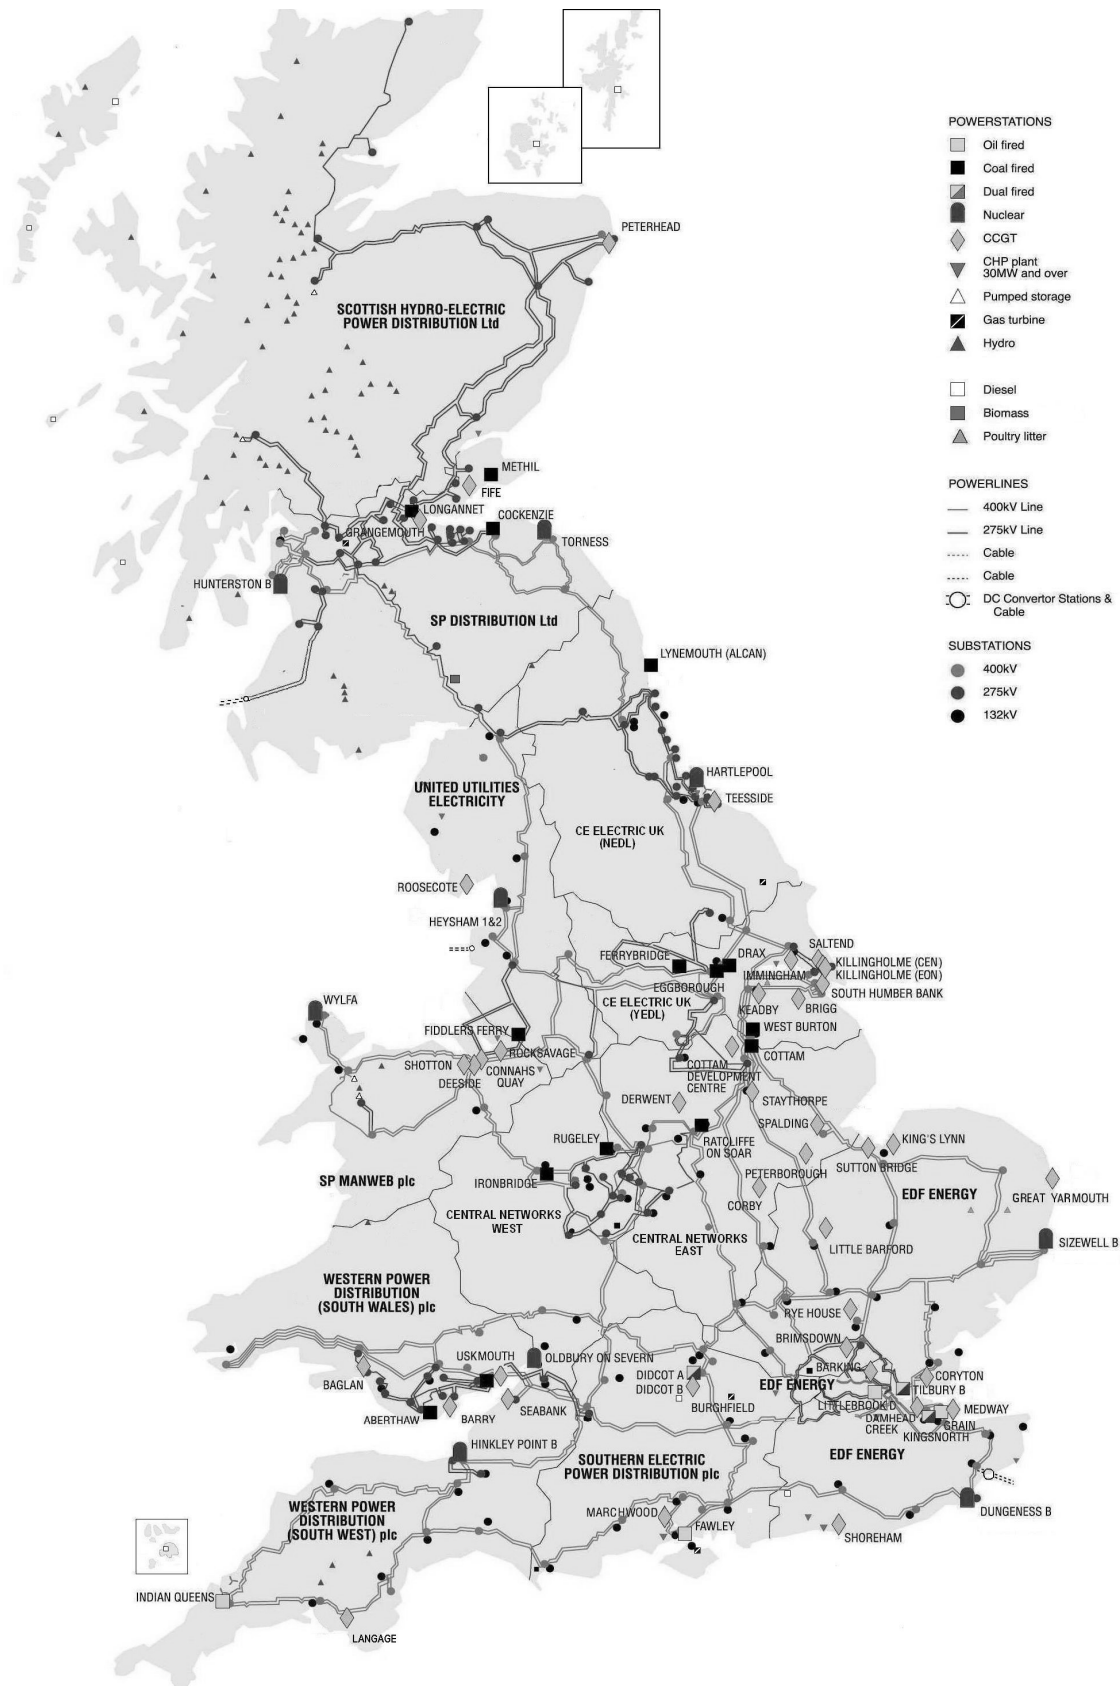 POWERSTATIONS
Oil fired
Coal fired
Dual fired
Nuclear
CCGT
CHP plant
30MW and over
Pumped storage
Gas turbine
Hydro
Diesel
Biomass
Poultry litter
POWERLINES
400kV Line
275kV Line
Cable
Cable
DC Convertor Stations &
Cable
SUBSTATIONS
400kV
275kV
132kV
PETERHEAD
SCOTTISH HYDRO-ELECTRIC
POWER DISTRIBUTION Ltd
METHIL
FIFE
LONGANNET
COCKENZIE
GRANGEMOUTH
TORNESS
HUNTERSTON B
SP DISTRIBUTION Ltd
LYNEMOUTH (ALCAN)
HARTLEPOOL
TEESSIDE
UNITED UTILITIES
ELECTRICITY
CE ELECTRIC UK
(NEDL)
ROOSECOTE
HEYSHAM 1&2
SALTEND
FERRYBRIDGE
DRAX
KILLINGHOLME (CEN)
IMMINGHAM
KILLINGHOLME (EON)
EGGBOROUGH
SOUTH HUMBER BANK
CE ELECTRIC UK
(YEDL)
KEADBY
BRIGG
WYLFA
FIDDLERS FERRY
WEST BURTON
ROCKSAVAGE
COTTAM
SHOTTON
CONNAHS
QUAY
DEESIDE
COTTAM
DEVELOPMENT
CENTRE
DERWENT
STAYTHORPE
SPALDING
RUGELEY
RATCLIFFE
ON SOAR
KING'S LYNN
SUTTON BRIDGE
PETERBOROUGH
SP MANWEB plc
IRONBRIDGE
CORBY
EDF ENERGY
GREAT YARMOUTH
CENTRAL NETWORKS
WEST
CENTRAL NETWORKS
EAST
LITTLE BARFORD
SIZEWELL B
WESTERN POWER
DISTRIBUTION
(SOUTH WALES) plc
RYE HOUSE
BRIMSDOWN
USKMOUTH
OLDBURY ON SEVERN
BARKING
DIDCOT A
DIDCOT B
BAGLAN
EDF ENERGY
CORYTON
TILBURY B
ABERTHAW
BARRY
SEABANK
BURGHFIELD
LITTLEBROOK D
DAMHEAD
CREEK
MEDWAY
GRAIN
KINGSNORTH
HINKLEY POINT B
SOUTHERN ELECTRIC
POWER DISTRIBUTION plc
EDF ENERGY
WESTERN POWER
DISTRIBUTION
(SOUTH WEST) plc
MARCHWOOD
FAWLEY
SHOREHAM
DUNGENESS B
INDIAN QUEENS
LANGAGE